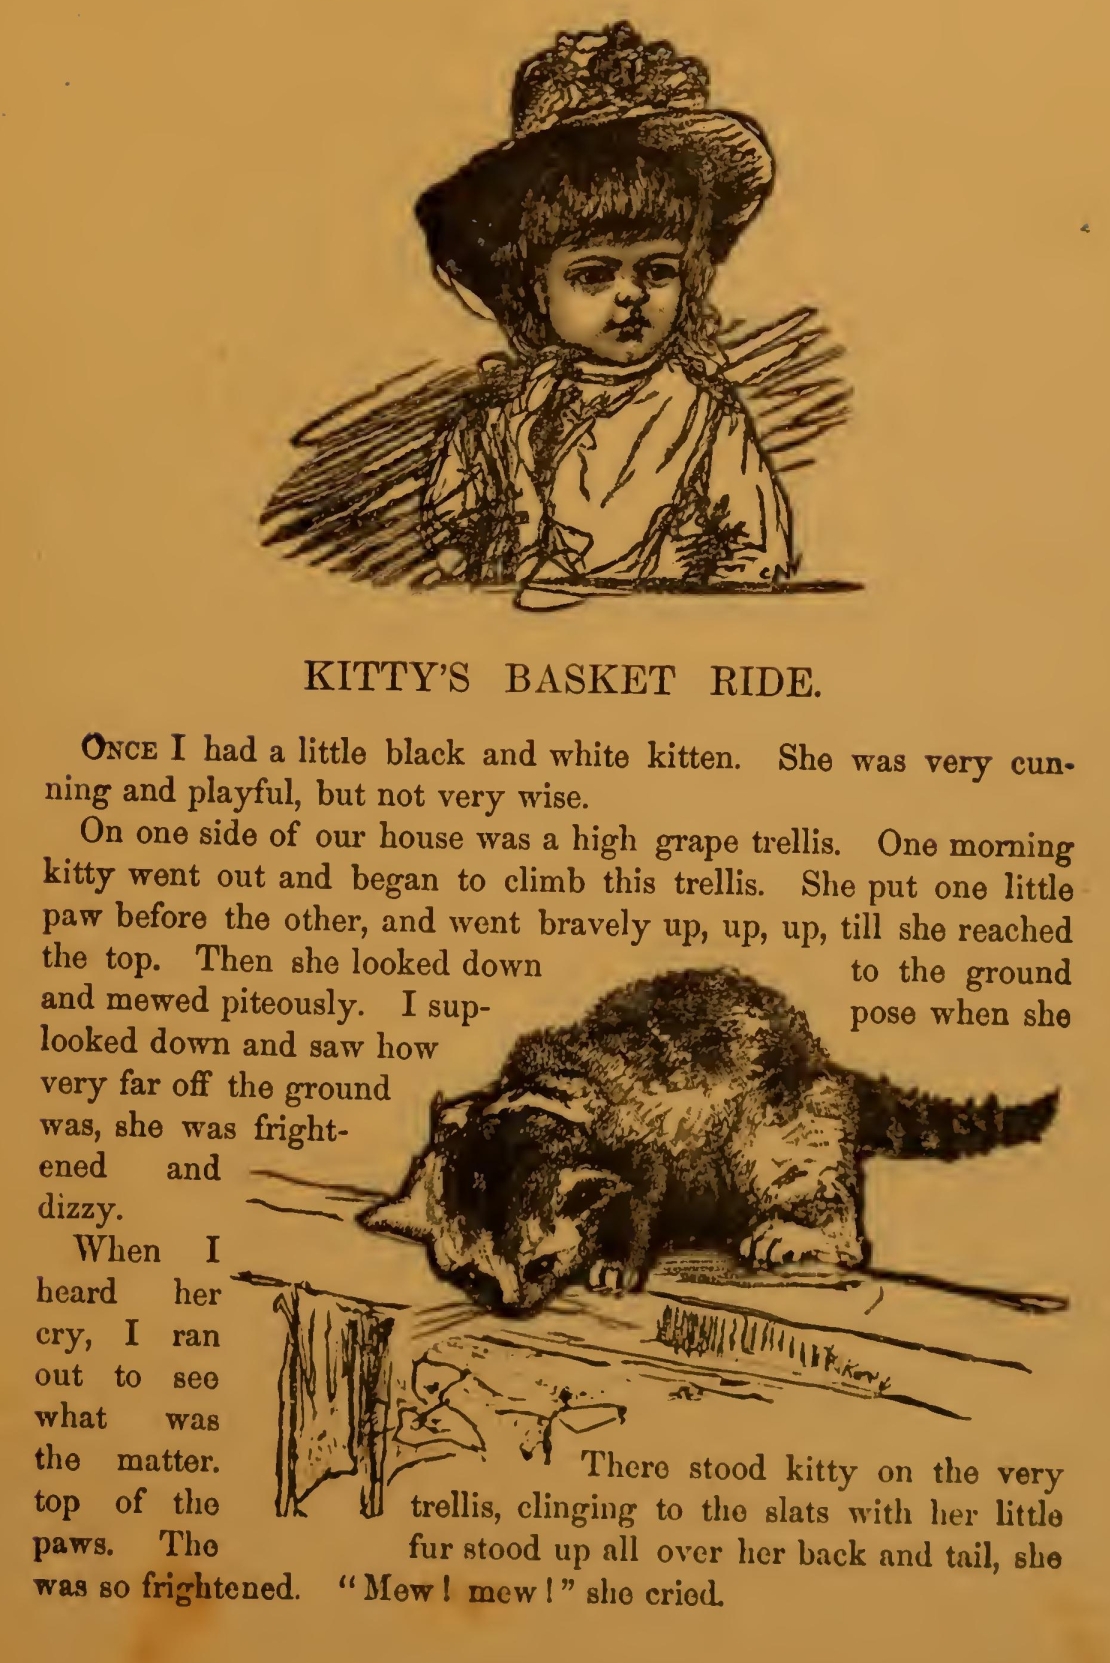 KITTY'S BASKET RIDE.
ONCE I had a little black and white kitten. She was very cun-
ning and playful, but not very wise.
On one side of our house was a high grape trellis. One morning
kitty went out and began to climb this trellis. She put one little
paw before the other, and went bravely up, up, up, till she reached
the top. Then she looked down to the ground
and mewed piteously. I sup- pose when she
looked down and saw how
very far off the ground
was, she was fright-
ened and
dizzy.
When I
heard her
cry, I ran
out to see
what was
the matter. There stood kitty on the very
top of the trellis, clinging to the slats with her little
paws. The fur stood up all over her back and tail, she
was so frightened. "Mew! mew!" she cried.